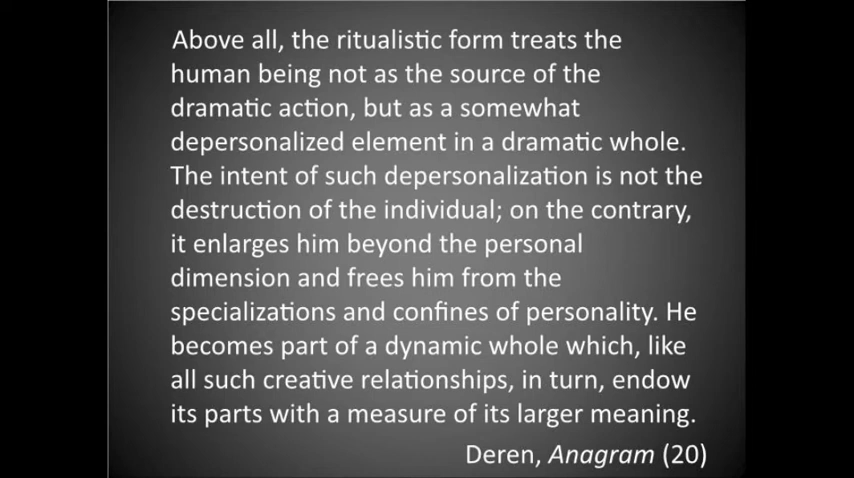 Above all, the ritualistic form treats the
human being not as the source of the
dramatic action, but as a somewhat
depersonalized element in a dramatic whole.
The intent of such depersonalization is not the
destruction of the individual; on the contrary,
it enlarges him beyond the personal
dimension and frees him from the
specializations and confines of personality. He
becomes part of a dynamic whole which, like
all such creative relationships, in turn, endow
its parts with a measure of its larger meaning.
Deren, Anagram (20)